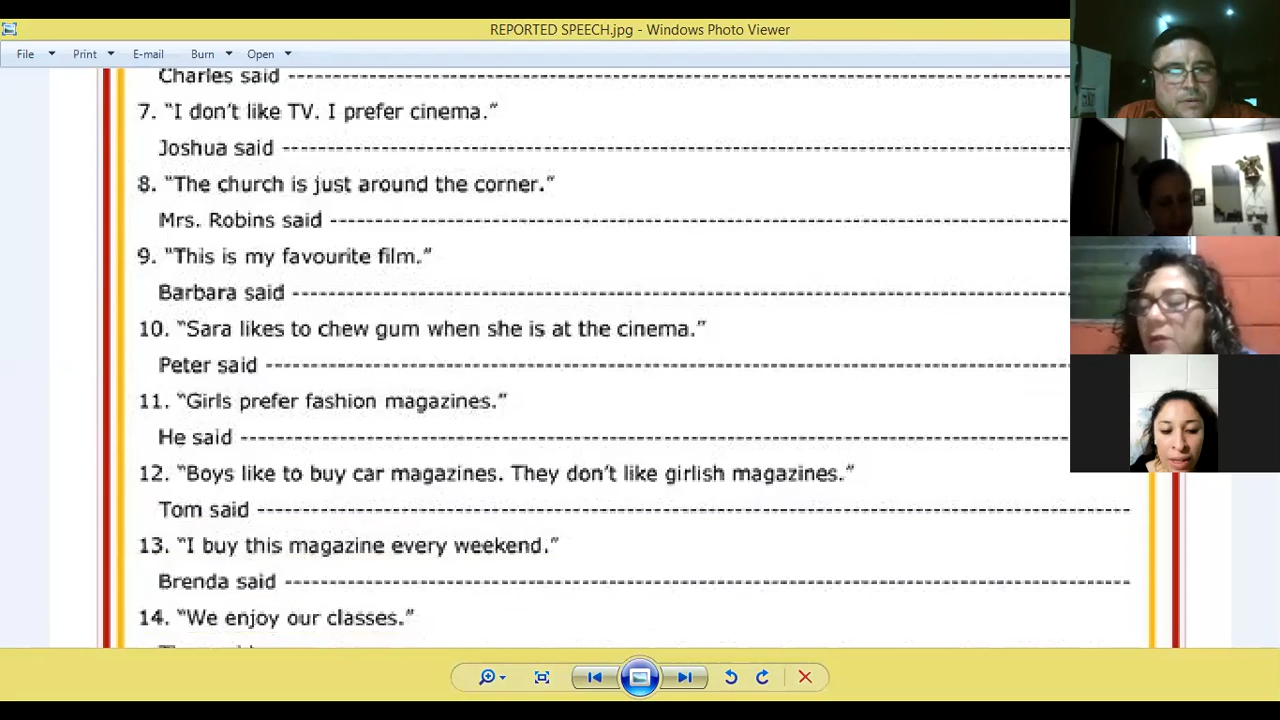 REPORTED SPEECH.jpg - Windows Photo Viewer
File Print E-mail Burn Open
Charles said
7. "I don't like TV. I prefer cinema."
Joshua said
8. "The church is just around the corner."
Mrs. Robins said
9. "This is my favourite film."
Barbara said
10. "Sara likes to chew gum when she is at the cinema."
Peter said
11. "Girls prefer fashion magazines."
He said
12. "Boys like to buy car magazines. They don't like girlish magazines."
Tom said
13. "I buy this magazine every weekend."
Brenda said
14. "We enjoy our classes."